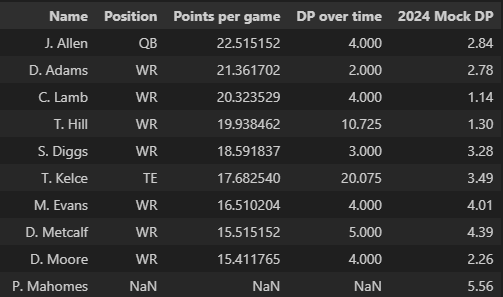 Name Position Points per game DP over time 2024 Mock DP
J. Allen QB 22.515152 4.000 2.84
D. Adams WR 21.361702 2.000 2.78
C. Lamb WR 20.323529 4.000 1.14
T. Hill WR 19.938462 10.725 1.30
S. Diggs WR 18.591837 3.000 3.28
T. Kelce TE 17.682540 20.075 3.49
M. Evans WR 16.510204 4.000 4.01
D. Metcalf WR 15.515152 5.000 4.39
D. Moore WR 15.411765 4.000 2.26
P. Mahomes NaN NaN NaN 5.56